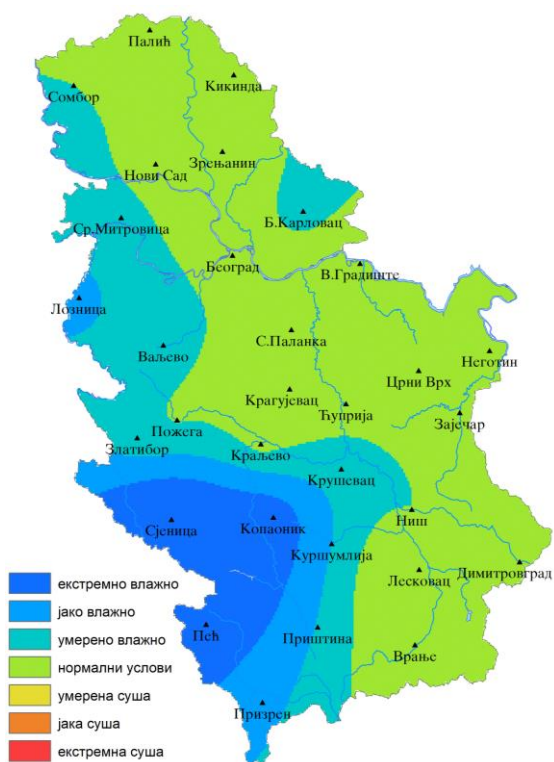 Палић
Кикинда
Сомбор
Зрењанин
Нови Сад
Б.Карловац
Ср.Митровица
Београд
В.Градиште
Лозница
С.Паланка
Ваљево
Неготин
Црни Врх
Крагујевац
Ћуприја
Зајечар
Пожега
Златибор
Краљево
Крушевац
Ниш
Сјеница
Копаоник
Куршумлија
Лесковац
Димитровград
Пећ
Приштина
Врање
Призрен
екстремно влажно
јако влажно
умерено влажно
нормални услови
умерена суша
јака суша
екстремна суша